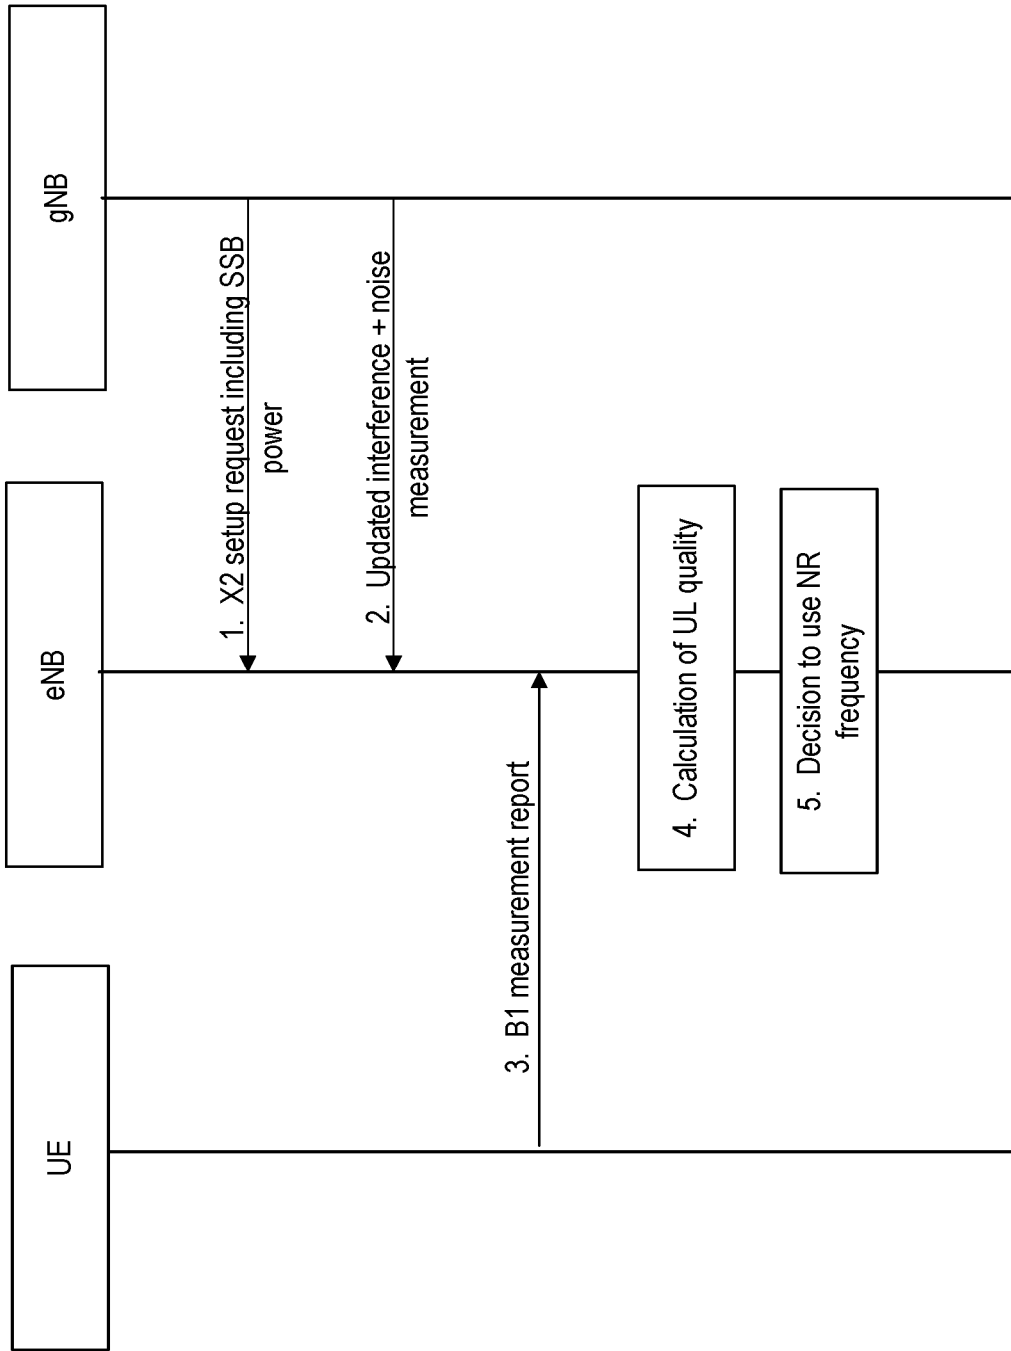 UE
eNB
gNB
1. X2 setup request including SSB
power
2. Updated interference + noise
measurement
3. B1 measurement report
4. Calculation of UL quality
5. Decision to use NR
frequency